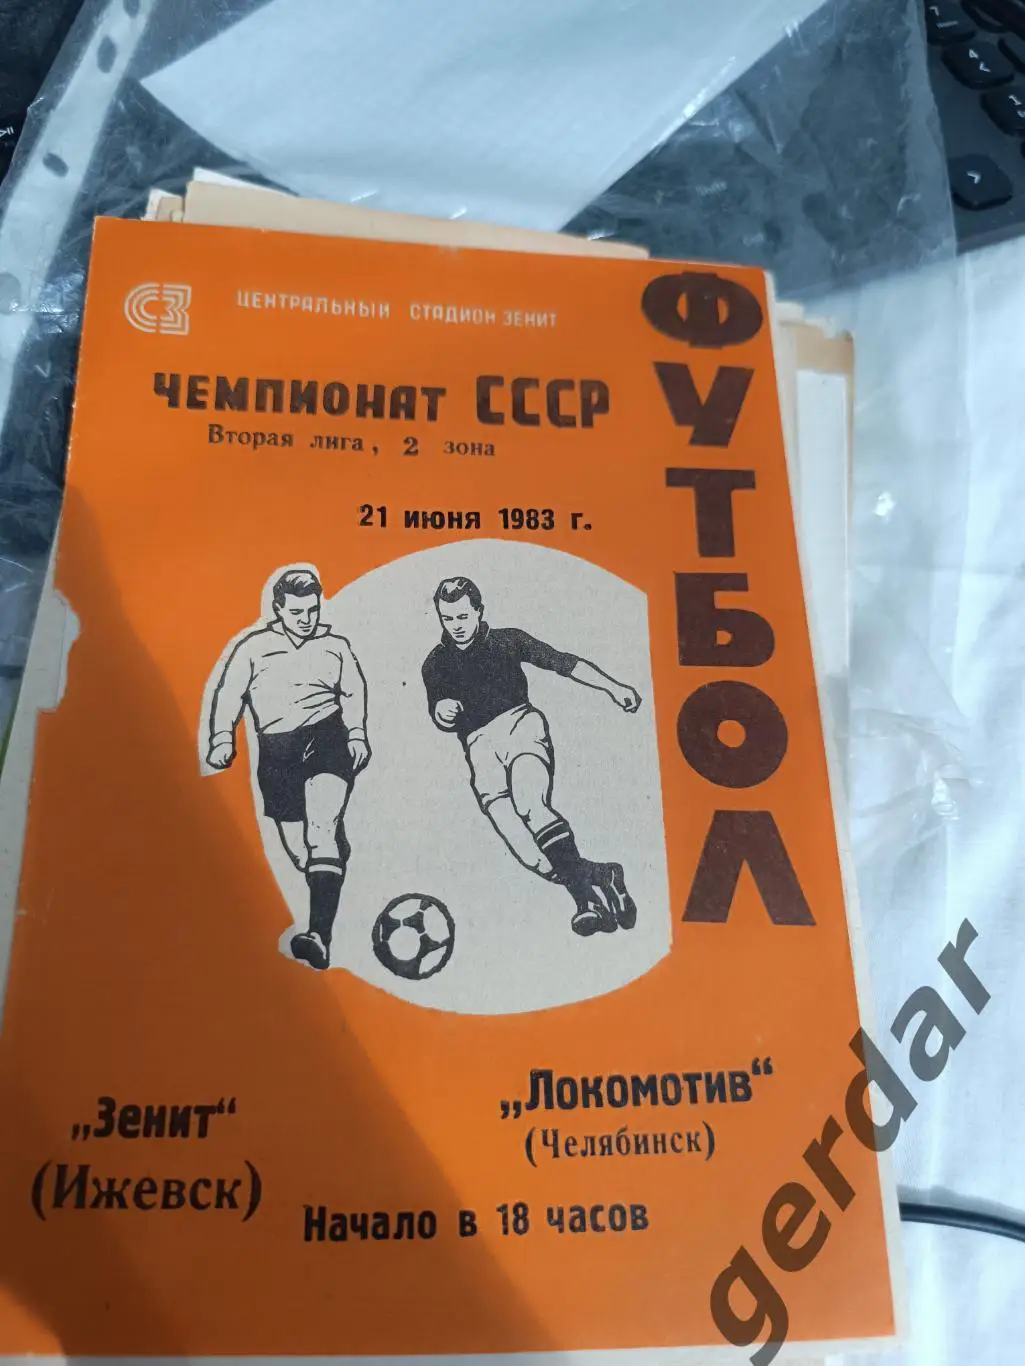 СЗ
ЦЕНТРАЛЬНЫЙ СТАДИОН ЗЕНИТ
ЧЕМПИОНАТ СССР
Вторая лига, 2 зона
21 июня 1983 г.
ФУТБОЛ
„Зенит“
(Ижевск)
„Локомотив“
(Челябинск)
Начало в 18 часов
gerdar